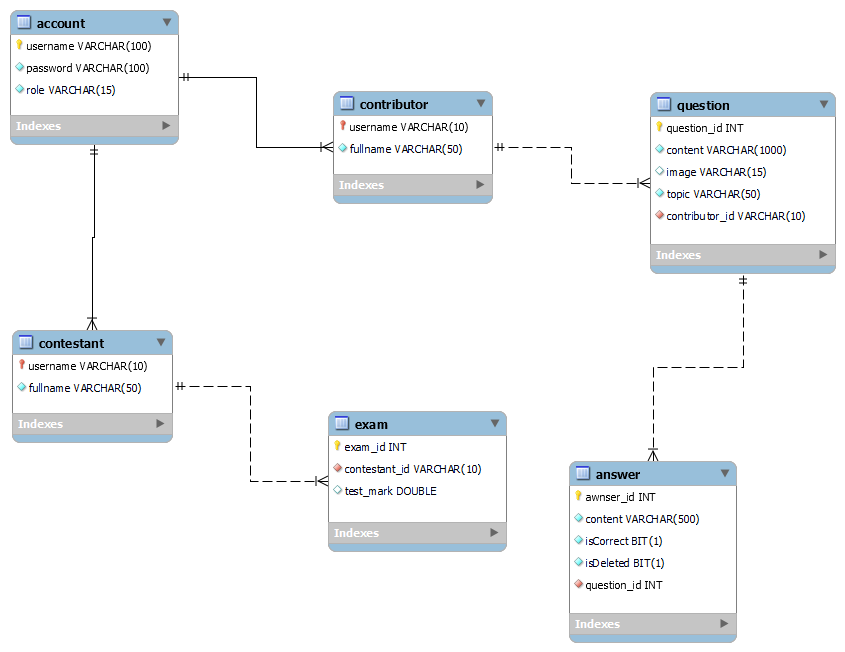 account
username VARCHAR(100)
password VARCHAR(100)
role VARCHAR(15)
Indexes
contributor
username VARCHAR(10)
fullname VARCHAR(50)
Indexes
question
question_id INT
content VARCHAR(1000)
image VARCHAR(15)
topic VARCHAR(50)
contributor_id VARCHAR(10)
Indexes
contestant
username VARCHAR(10)
fullname VARCHAR(50)
Indexes
exam
exam_id INT
contestant_id VARCHAR(10)
test_mark DOUBLE
Indexes
answer
awnser_id INT
content VARCHAR(500)
isCorrect BIT(1)
isDeleted BIT(1)
question_id INT
Indexes